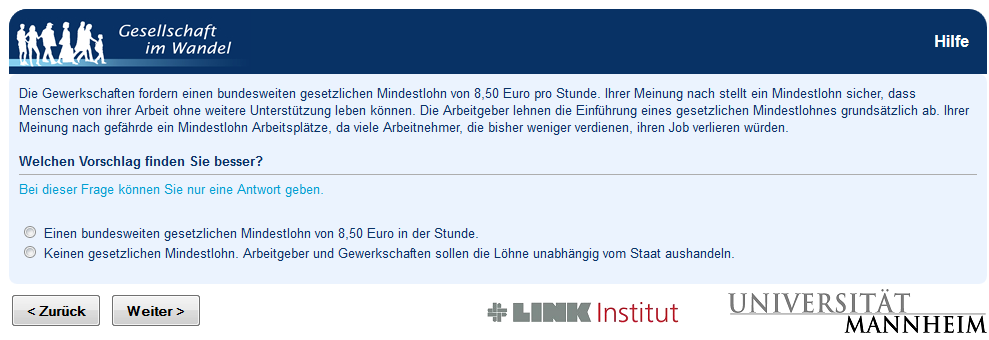 Gesellschaft
im Wandel
Hilfe
Die Gewerkschaften fordern einen bundesweiten gesetzlichen Mindestlohn von 8,50 Euro pro Stunde. Ihrer Meinung nach stellt ein Mindestlohn sicher, dass
Menschen von ihrer Arbeit ohne weitere Unterstützung leben können. Die Arbeitgeber lehnen die Einführung eines gesetzlichen Mindestlohnes grundsätzlich ab. Ihrer
Meinung nach gefährde ein Mindestlohn Arbeitsplätze, da viele Arbeitnehmer, die bisher weniger verdienen, ihren Job verlieren würden.
Welchen Vorschlag finden Sie besser?
Bei dieser Frage können Sie nur eine Antwort geben.
Einen bundesweiten gesetzlichen Mindestlohn von 8,50 Euro in der Stunde.
Keinen gesetzlichen Mindestlohn. Arbeitgeber und Gewerkschaften sollen die Löhne unabhängig vom Staat aushandeln.
< Zurück
Weiter >
LINK Institut
UNIVERSITÄT
MANNHEIM